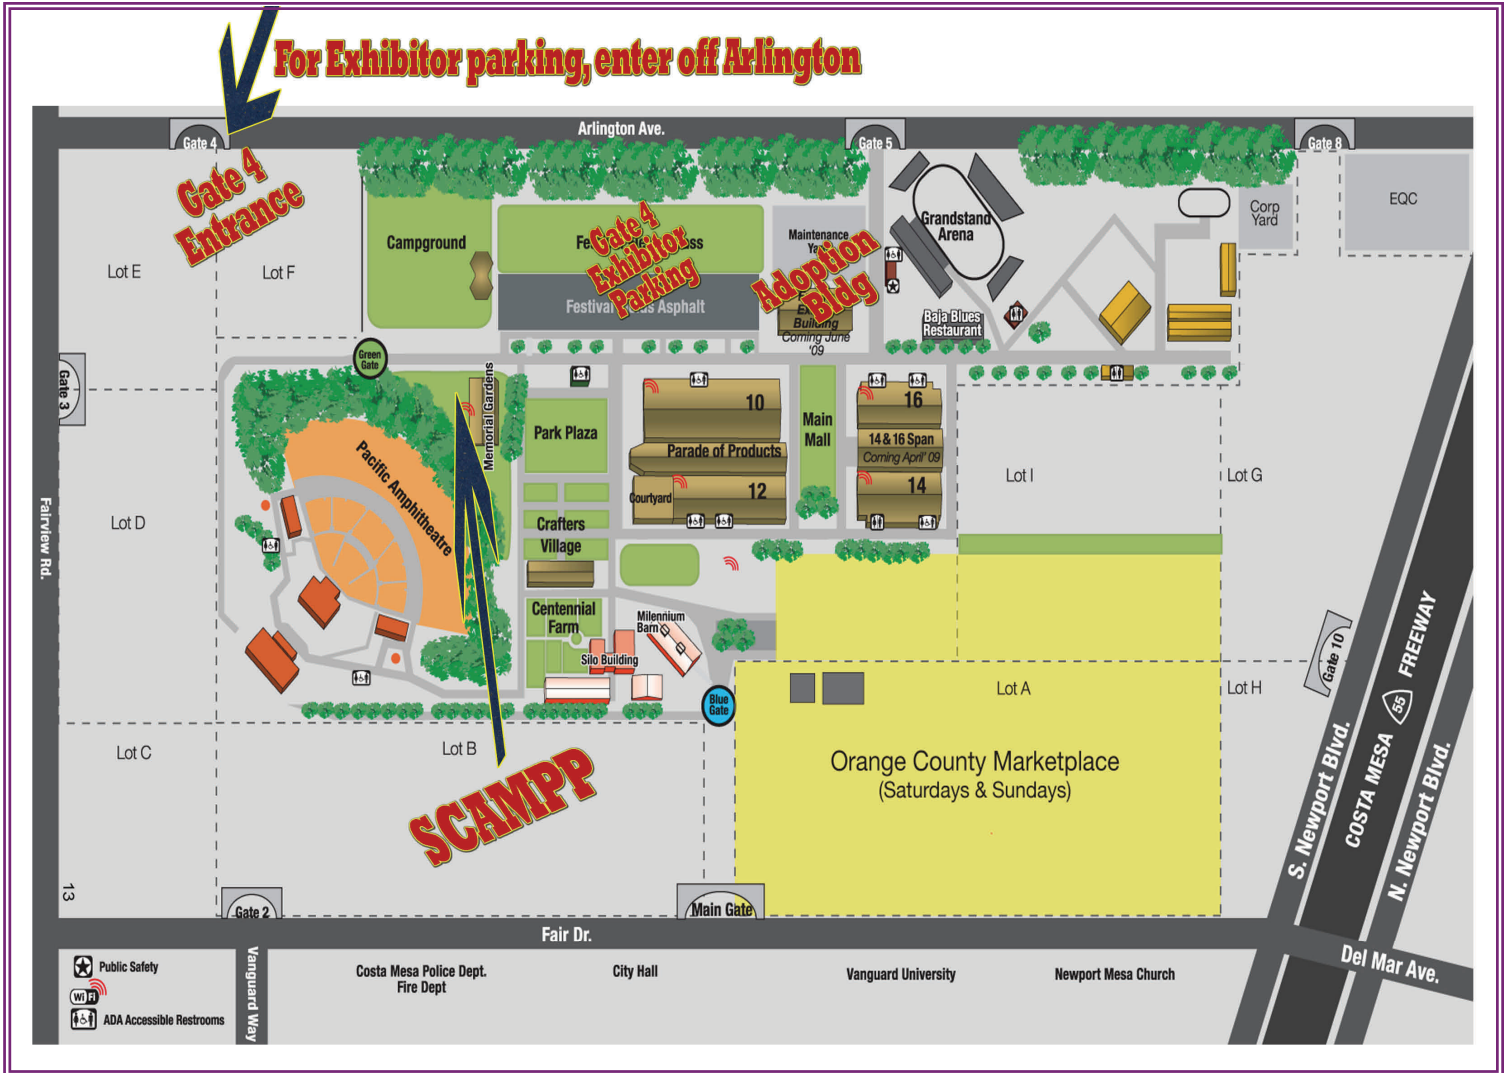 For Exhibitor parking, enter off Arlington
Arlington Ave.
Gate 4
Gate 5
Gate 8
Gate 4
Entrance
Lot E
Lot F
Campground
Gate 4
Exhibitor
Parking
Festival
Asphalt
Maintenance
Adoption
Bldg
Building
Coming June
'09
Grandstand
Arena
Baja Blues
Restaurant
Corp
Yard
EQC
Green
Gate
Gate 3
Memorial Gardens
Park Plaza
10
Parade of Products
Courtyard
12
Main
Mall
16
14 & 16 Span
Coming April' 09
14
Lot I
Lot G
Pacific Amphitheatre
Fairview Rd.
Lot D
Crafters
Village
Centennial
Farm
Milennium
Barn
Silo Building
Blue
Gate
Lot A
Lot H
Gate 10
Lot C
Lot B
SCAMPP
Orange County Marketplace
(Saturdays & Sundays)
S. Newport Blvd.
COSTA MESA 55 FREEWAY
N. Newport Blvd.
13
Gate 2
Main Gate
Fair Dr.
Del Mar Ave.
Public Safety
Wi Fi
ADA Accessible Restrooms
Vanguard Way
Costa Mesa Police Dept.
Fire Dept
City Hall
Vanguard University
Newport Mesa Church